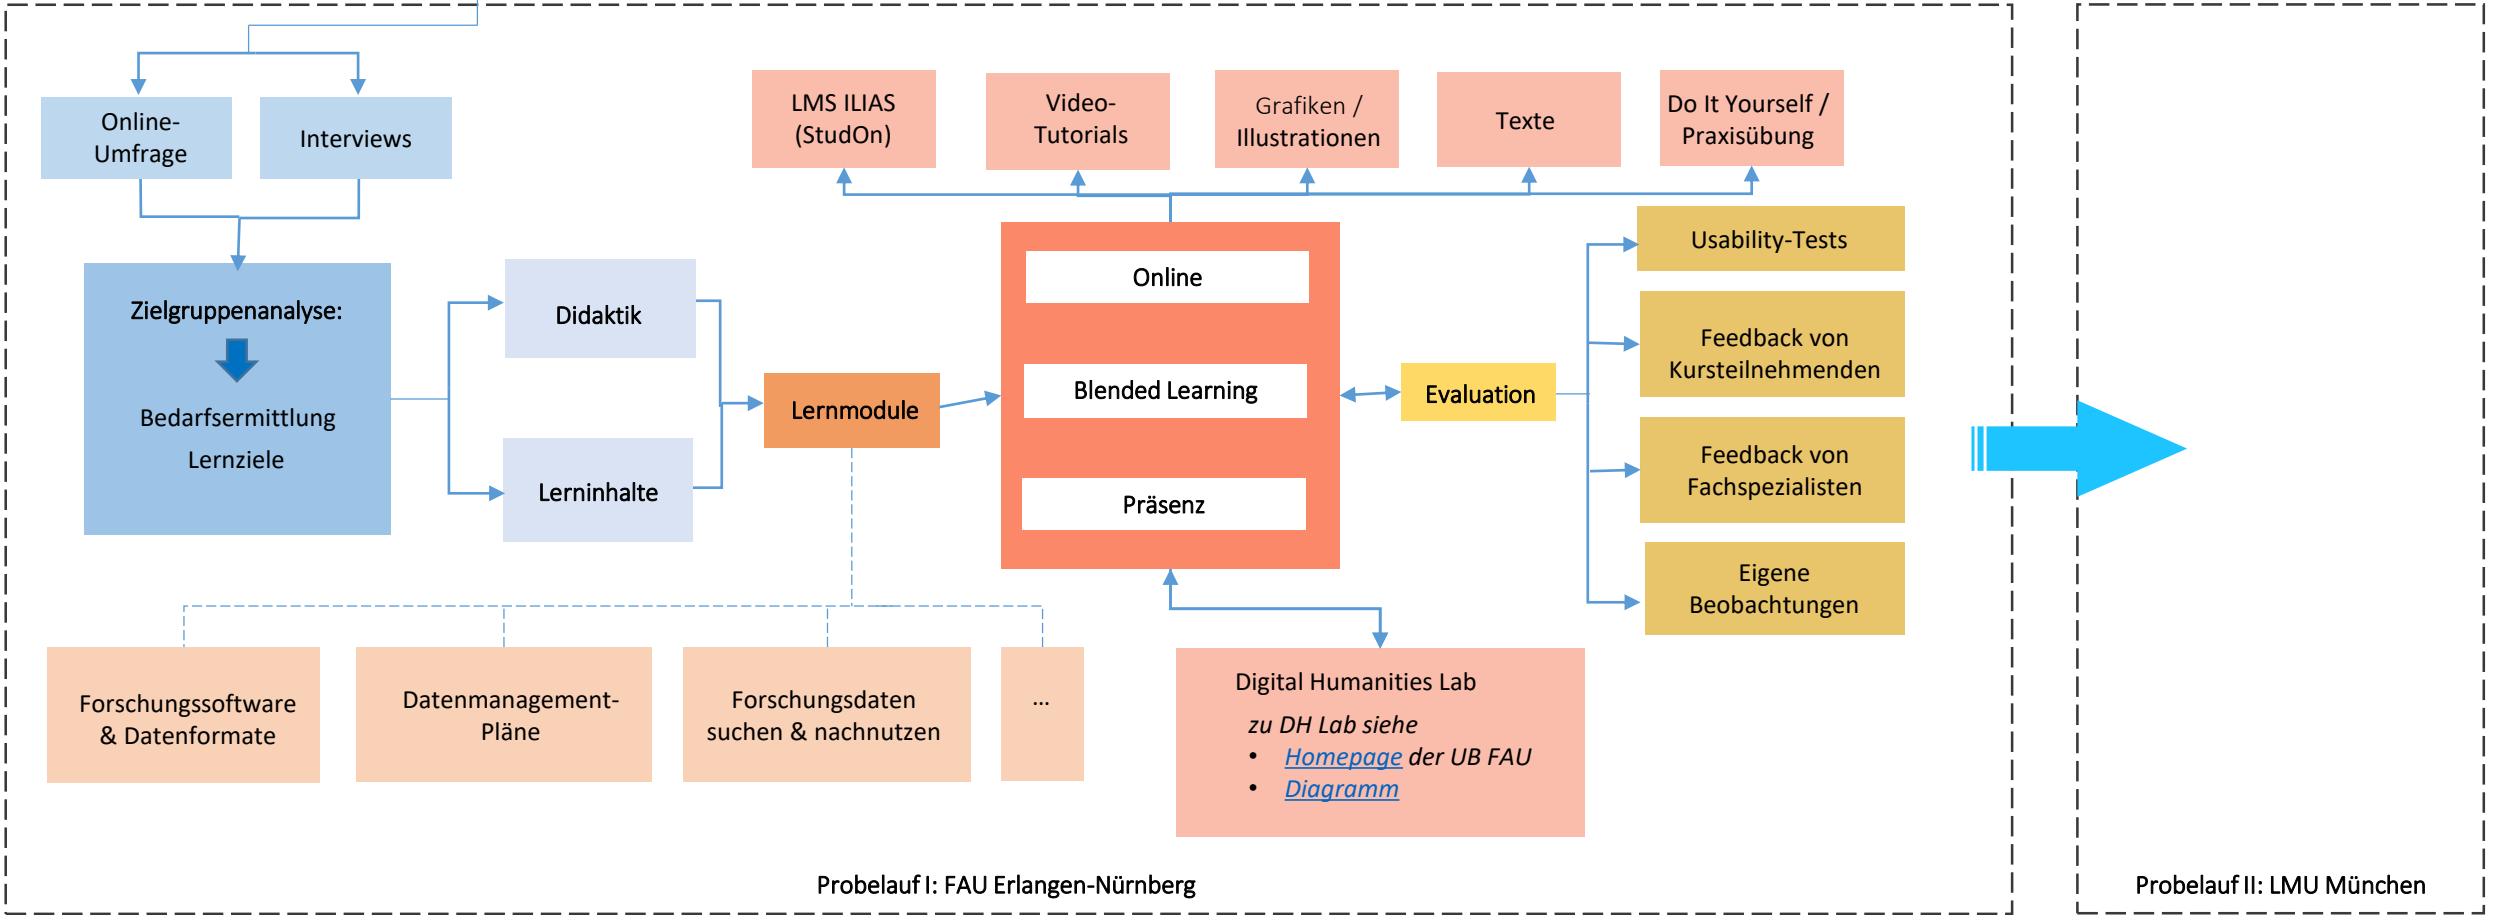 Online-
Umfrage
Interviews
LMS ILIAS
(StudOn)
Video-
Tutorials
Grafiken /
Illustrationen
Texte
Do It Yourself /
Praxisübung
Zielgruppenanalyse:
Bedarfsermittlung
Lernziele
Didaktik
Lerninhalte
Lernmodule
Online
Blended Learning
Präsenz
Evaluation
Usability-Tests
Feedback von
Kursteilnehmenden
Feedback von
Fachspezialisten
Eigene
Beobachtungen
Forschungssoftware
& Datenformate
Datenmanagement-
Pläne
Forschungsdaten
suchen & nachnutzen
...
Digital Humanities Lab
zu DH Lab siehe
• Homepage der UB FAU
• Diagramm
Probelauf I: FAU Erlangen-Nürnberg
Probelauf II: LMU München